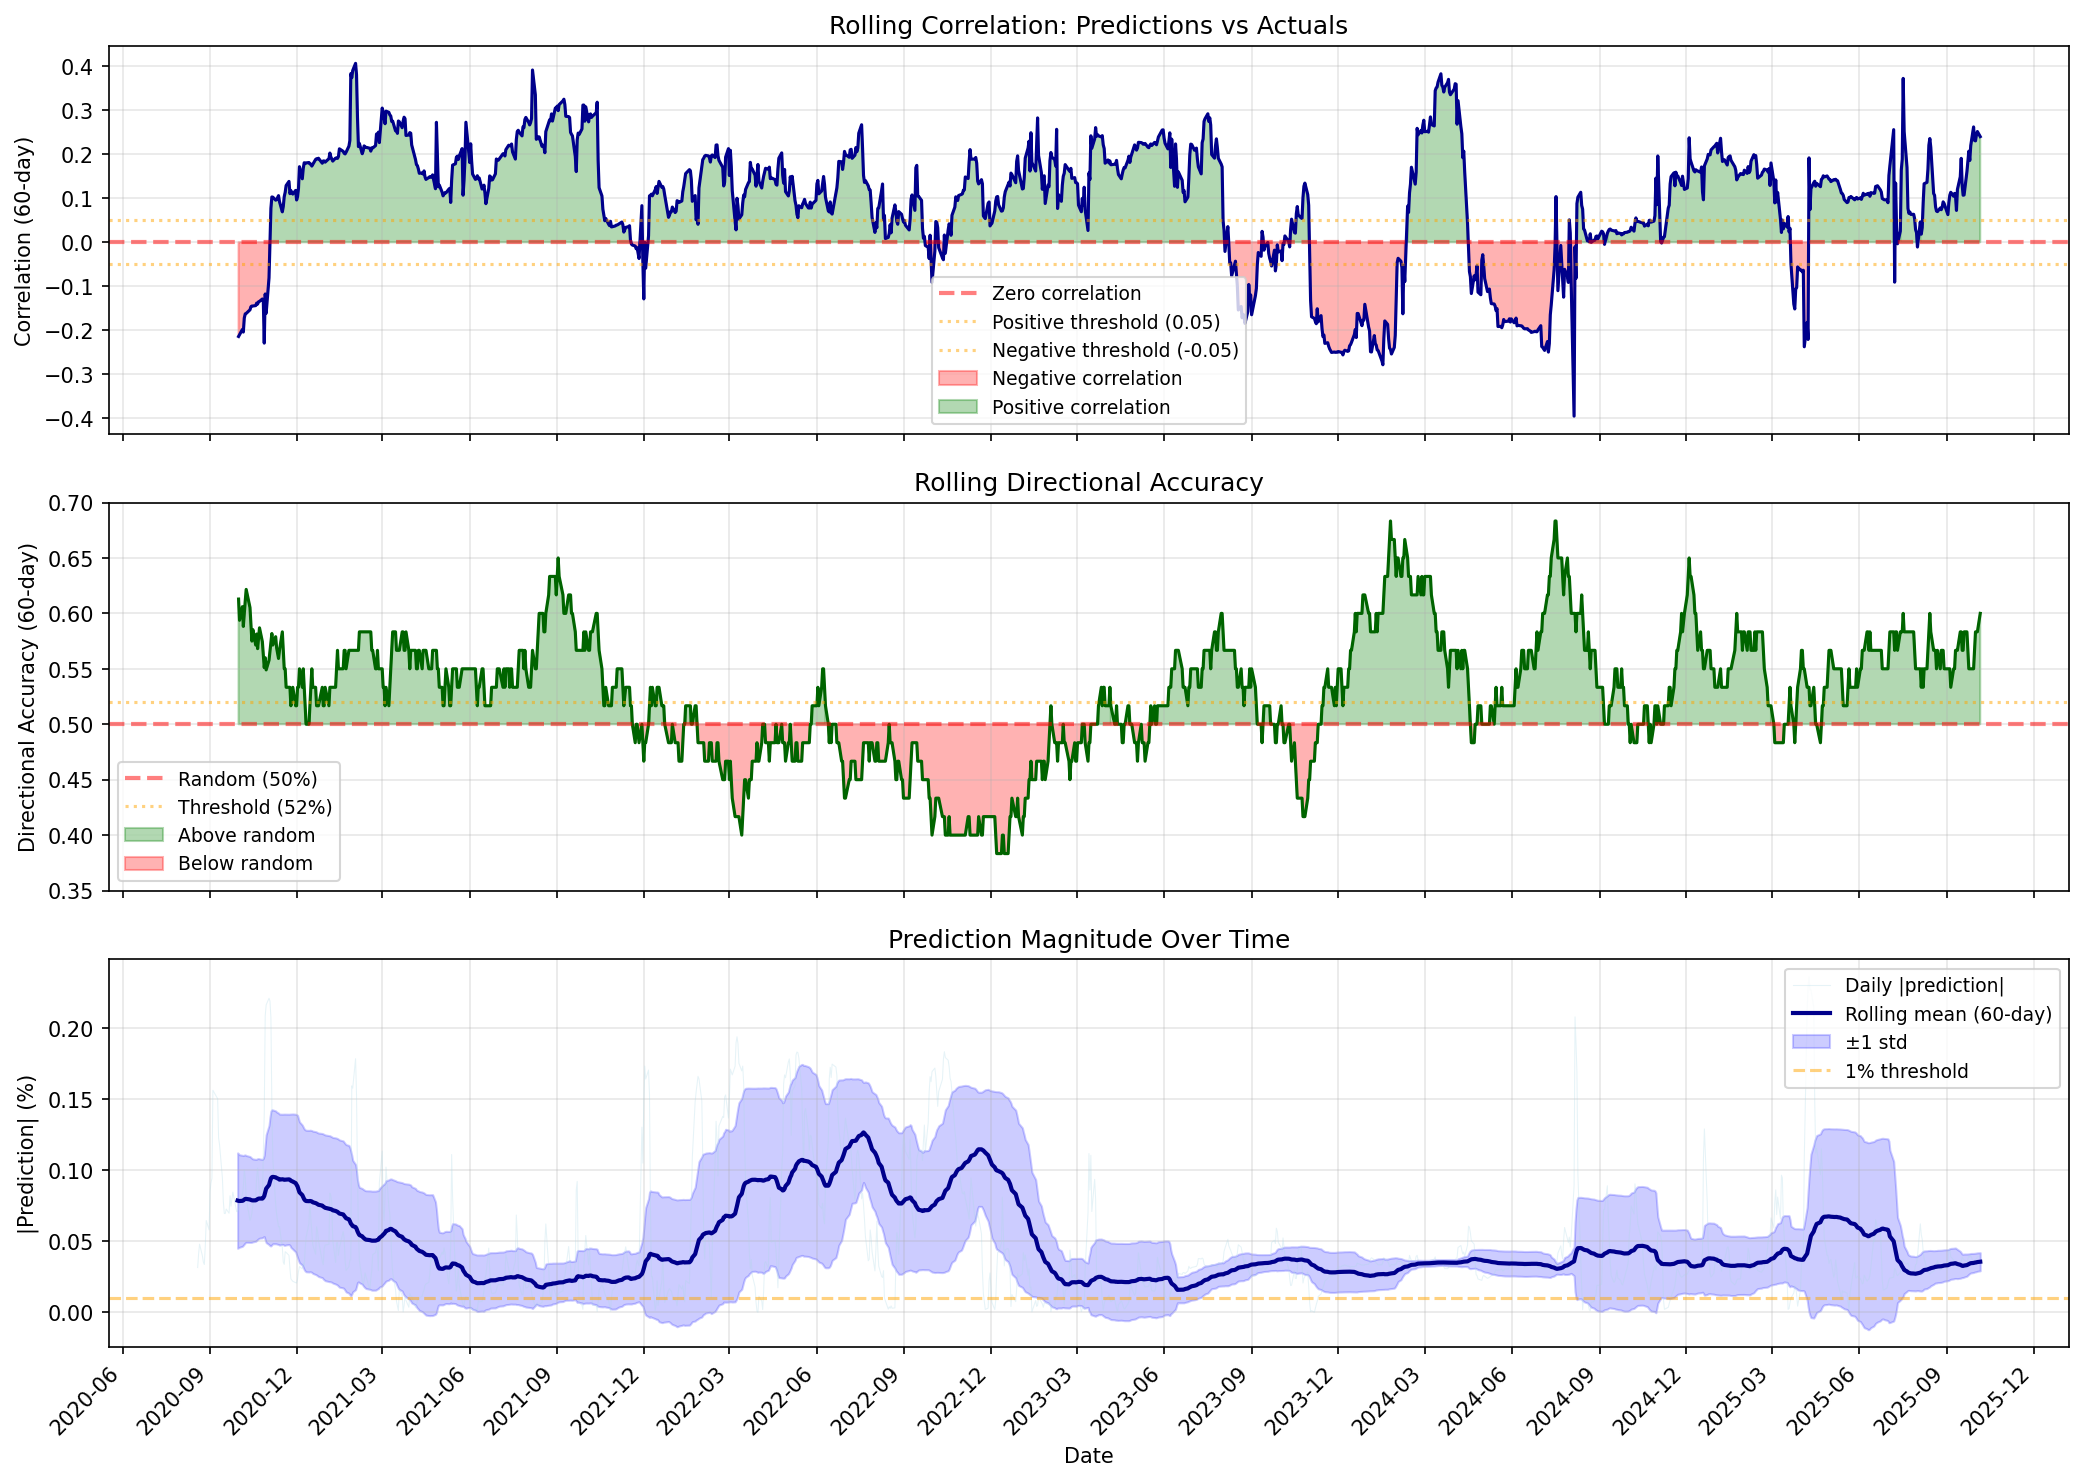 Rolling Correlation: Predictions vs Actuals
Correlation (60-day)
0.4
0.3
0.2
0.1
0.0
−0.1
−0.2
−0.3
−0.4
Zero correlation
Positive threshold (0.05)
Negative threshold (-0.05)
Negative correlation
Positive correlation
Rolling Directional Accuracy
Directional Accuracy (60-day)
0.70
0.65
0.60
0.55
0.50
0.45
0.40
0.35
Random (50%)
Threshold (52%)
Above random
Below random
Prediction Magnitude Over Time
|Prediction| (%)
0.20
0.15
0.10
0.05
0.00
Daily |prediction|
Rolling mean (60-day)
±1 std
1% threshold
2020-06
2020-09
2020-12
2021-03
2021-06
2021-09
2021-12
2022-03
2022-06
2022-09
2022-12
2023-03
2023-06
2023-09
2023-12
2024-03
2024-06
2024-09
2024-12
2025-03
2025-06
2025-09
2025-12
Date